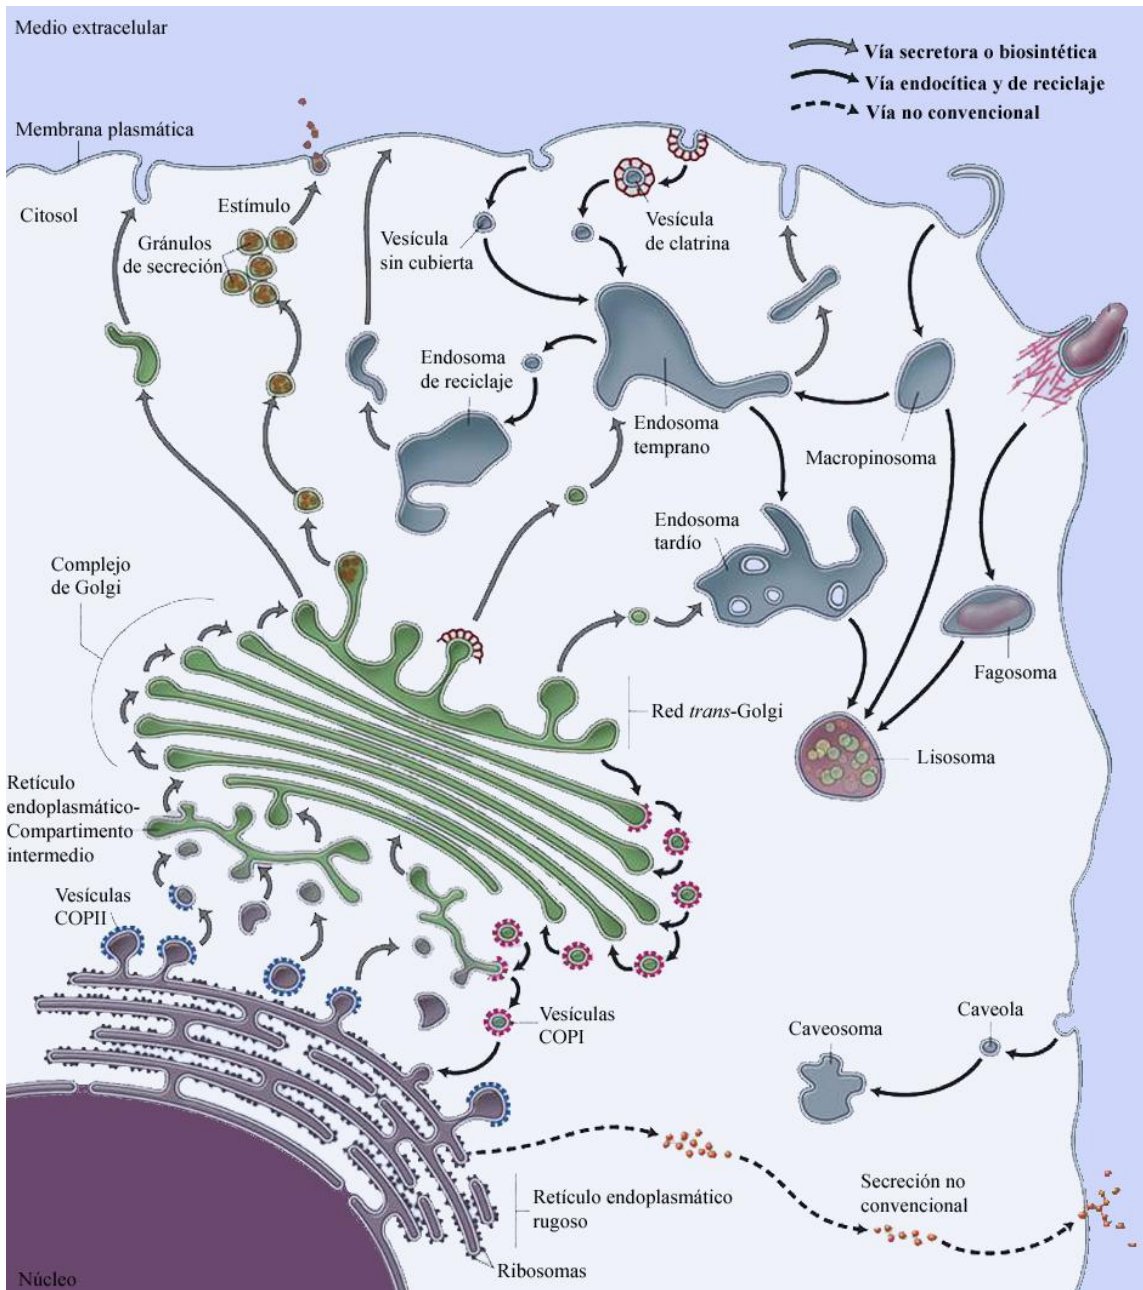 Medio extracelular
Vía secretora o biosintética
Vía endocítica y de reciclaje
Vía no convencional
Membrana plasmática
Citosol
Estímulo
Gránulos
de secreción
Vesícula
sin cubierta
Vesícula
de clatrina
Endosoma
de reciclaje
Endosoma
temprano
Macropinosoma
Endosoma
tardío
Complejo
de Golgi
Fagosoma
Red trans-Golgi
Lisosoma
Retículo
endoplasmático-
Compartimento
intermedio
Vesículas
COPII
Vesículas
COPI
Caveosoma
Caveola
Secreción no
convencional
Retículo endoplasmático
rugoso
Ribosomas
Núcleo